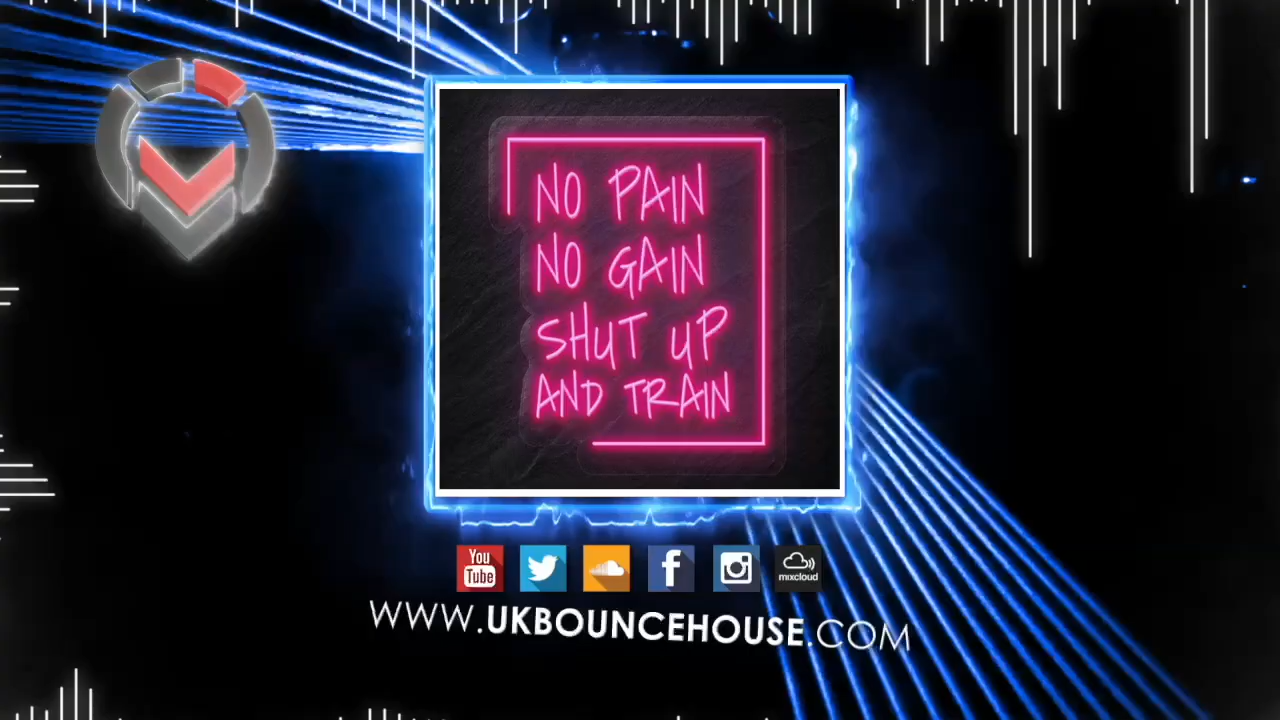 NO PAIN
NO GAIN
SHUT UP
AND TRAIN
You
Tube
mixcloud
WWW.UKBOUNCEHOUSE.COM